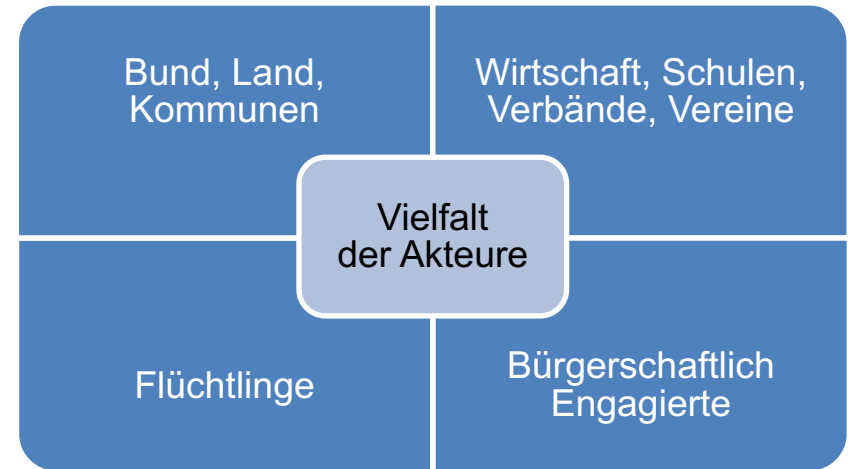 Bund, Land,
Kommunen
Wirtschaft, Schulen,
Verbände, Vereine
Vielfalt
der Akteure
Flüchtlinge
Bürgerschaftlich
Engagierte